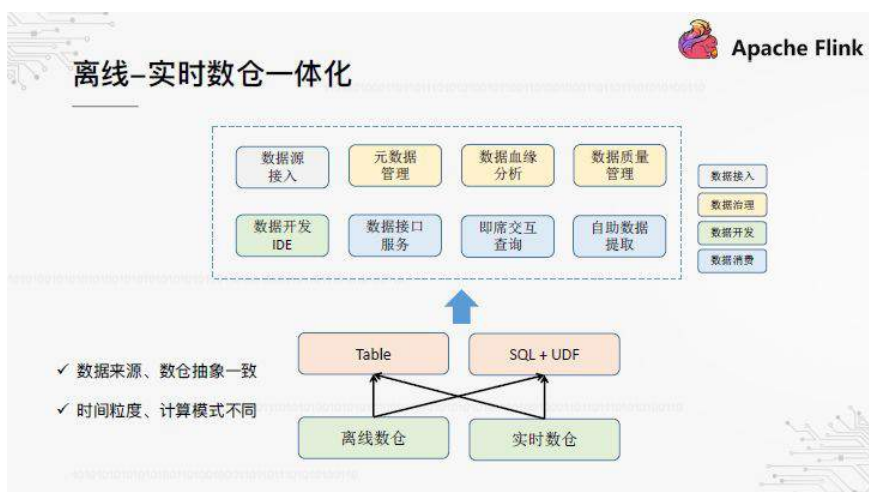 Apache Flink
离线–实时数仓一体化
数据源
接入
元数据
管理
数据血缘
分析
数据质量
管理
数据开发
IDE
数据接口
服务
即席交互
查询
自助数据
提取
数据接入
数据治理
数据开发
数据消费
Table
SQL + UDF
✓ 数据来源、数仓抽象一致
✓ 时间粒度、计算模式不同
离线数仓
实时数仓